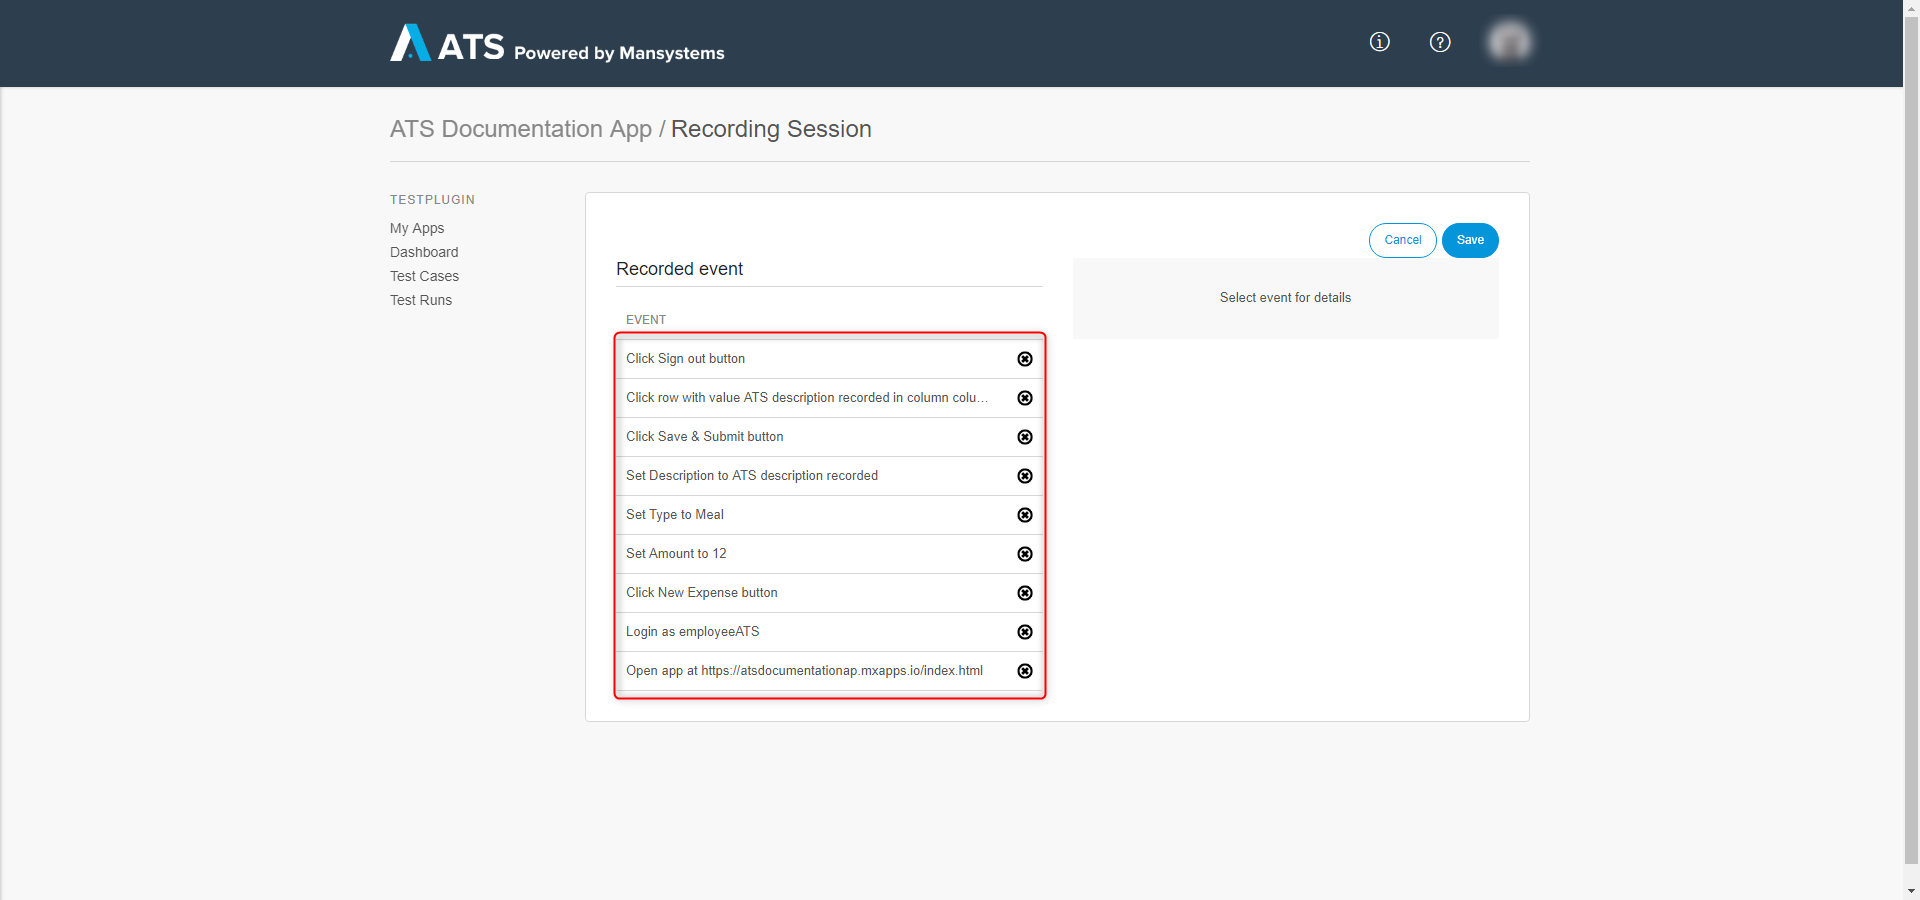 ATS Powered by Mansystems
ATS Documentation App / Recording Session
TESTPLUGIN
My Apps
Dashboard
Test Cases
Test Runs
Cancel
Save
Recorded event
Select event for details
EVENT
Click Sign out button
Click row with value ATS description recorded in column colu...
Click Save & Submit button
Set Description to ATS description recorded
Set Type to Meal
Set Amount to 12
Click New Expense button
Login as employeeATS
Open app at https://atsdocumentationap.mxapps.io/index.html